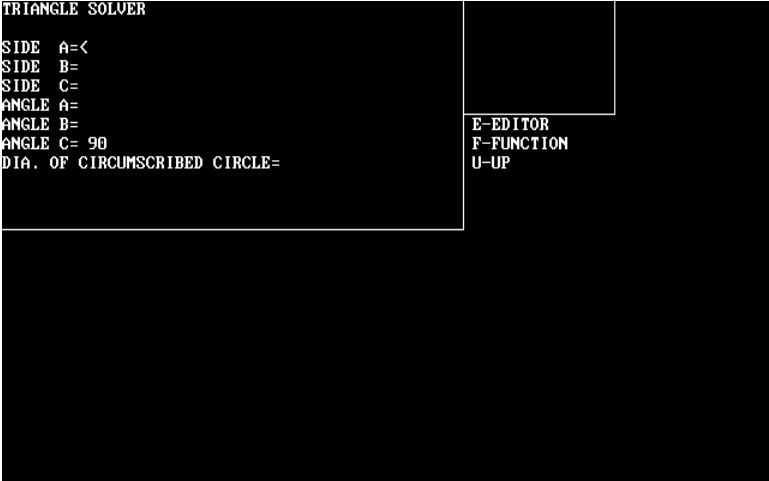 TRIANGLE SOLVER
SIDE  A=<
SIDE  B=
SIDE  C=
ANGLE A=
ANGLE B=
ANGLE C= 90
DIA. OF CIRCUMSCRIBED CIRCLE=
E-EDITOR
F-FUNCTION
U-UP